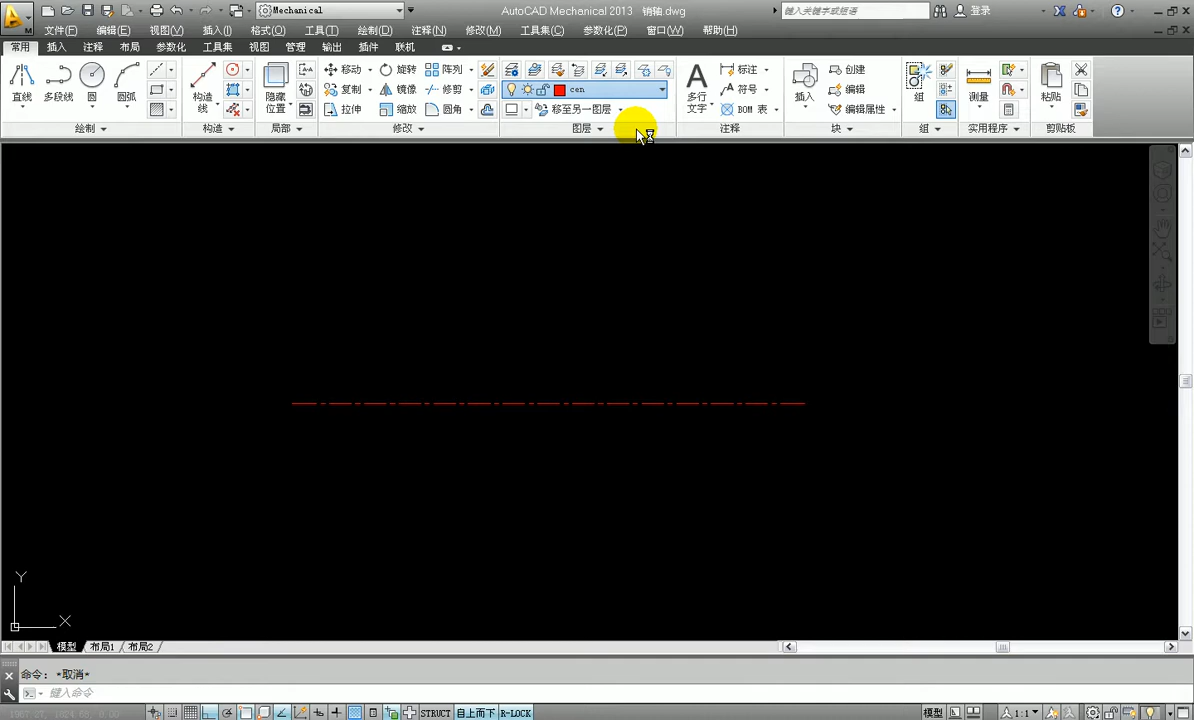 Mechanical
AutoCAD Mechanical 2013 销轴.dwg
键入关键字或短语
登录
文件(F) 编辑(E) 视图(V) 插入(I) 格式(O) 工具(T) 绘制(D) 注释(N) 修改(M) 工具集(C) 参数化(P) 窗口(W) 帮助(H)
常用 插入 注释 布局 参数化 工具集 视图 管理 输出 插件 联机
移动 旋转 阵列 标注 创建
直线 多段线 圆 圆弧 构造线 隐藏位置 复制 镜像 修剪 cen 多行文字 符号 插入 编辑 组 测量 粘贴
拉伸 缩放 圆角 移至另一图层 BOM 表 编辑属性
绘制 构造 局部 修改 图层 注释 块 组 实用程序 剪贴板
Y
X
模型 布局1 布局2
命令: *取消*
键入命令
STRUCT 自上而下 R-LOCK 模型 1:1